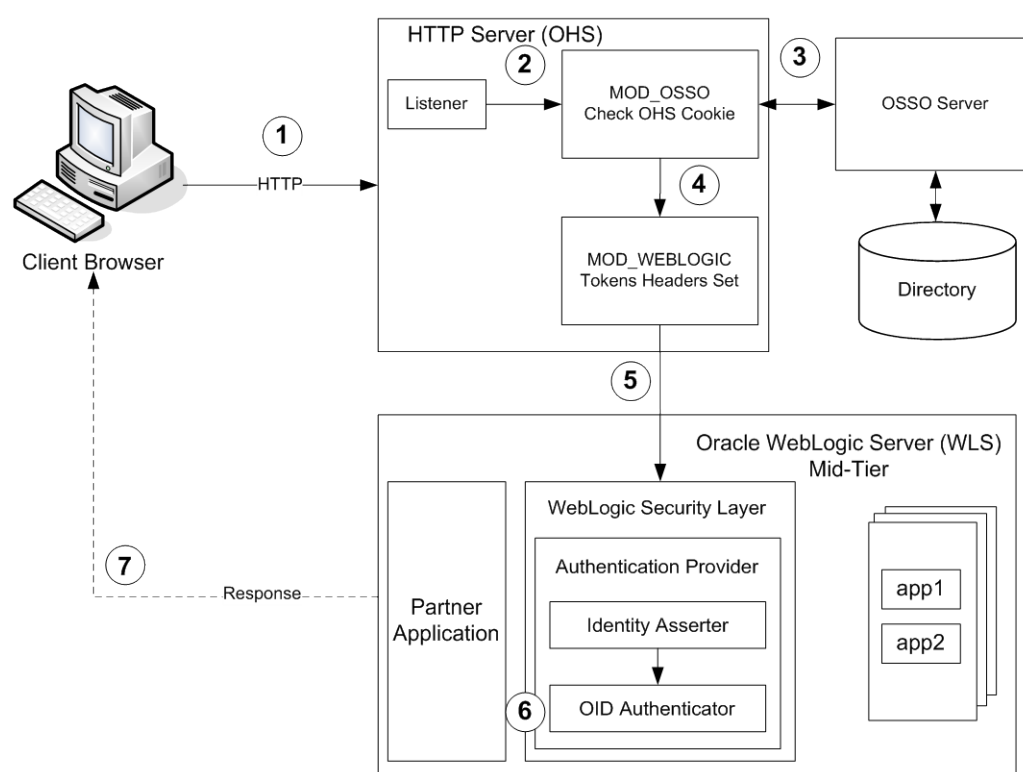 HTTP Server (OHS)
2
3
Listener
MOD_OSSO
Check OHS Cookie
OSSO Server
1
HTTP
4
Client Browser
MOD_WEBLOGIC
Tokens Headers Set
Directory
5
Oracle WebLogic Server (WLS)
Mid-Tier
WebLogic Security Layer
7
Authentication Provider
Response
Partner
Application
Identity Asserter
app1
app2
6
OID Authenticator